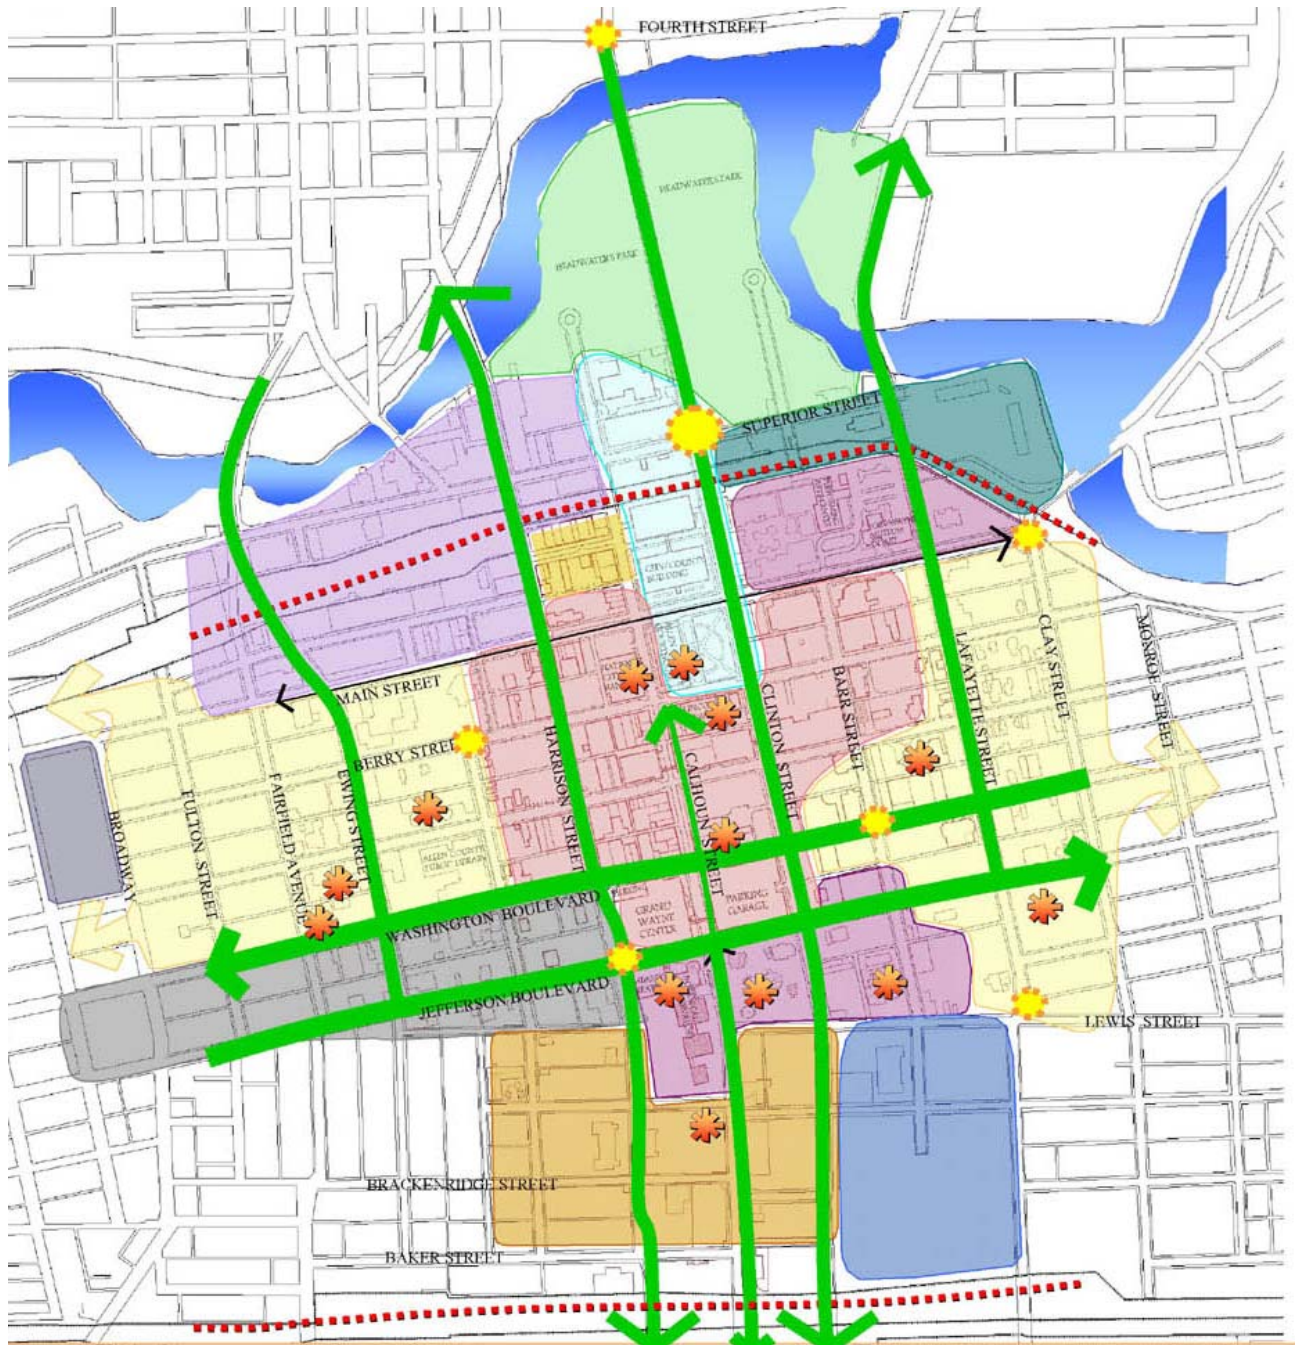 FOURTH STREET
HEADWATERS PARK
HEADWATERS PARK
SUPERIOR STREET
CITY/COUNTY
BUILDING
MAIN STREET
BERRY STREE
HARRISON STREET
CLINTON STREET
CALHOUN STREET
BARR STREET
LAFAYETTE STREET
CLAY STREET
MONROE STREET
BROADWAY
FULTON STREET
FAIRFIELD AVENUE
EWING STREET
ALLEN COUNTY
PUBLIC LIBRARY
WASHINGTON BOULEVARD
GRAND
WAYNE
CENTER
PARKING
GARAGE
JEFFERSON BOULEVARD
LEWIS STREET
BRACKENRIDGE STREET
BAKER STREET